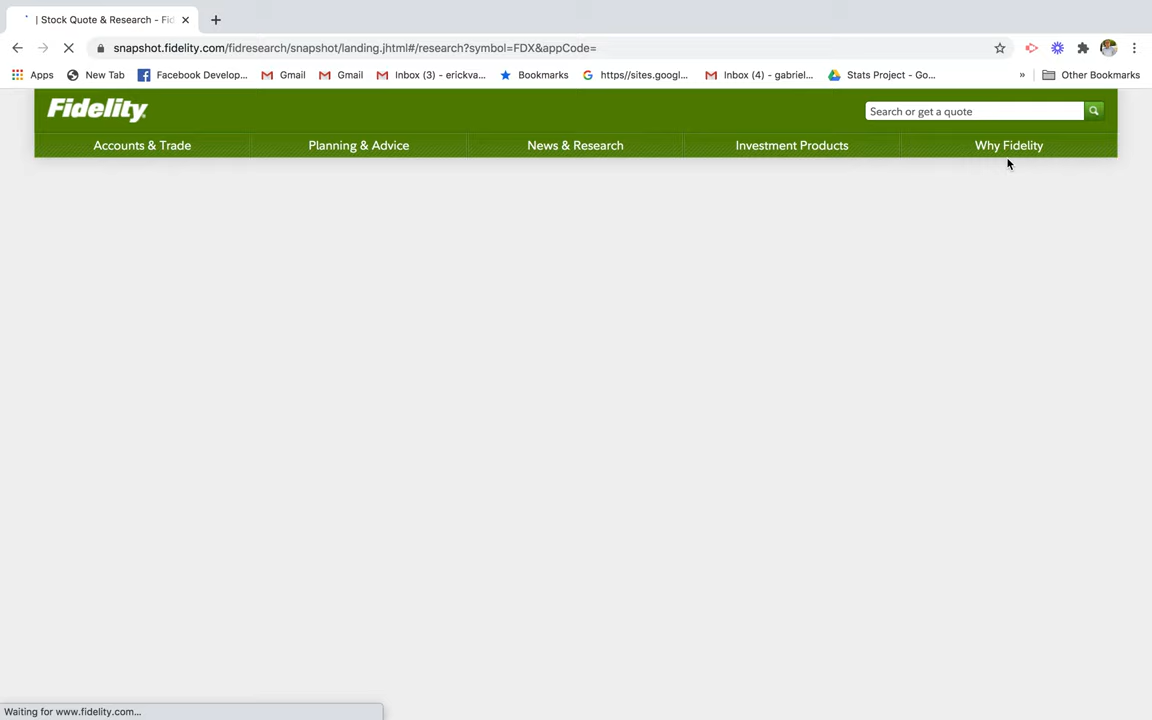 | Stock Quote & Research - Fid
snapshot.fidelity.com/fidresearch/snapshot/landing.jhtml#/research?symbol=FDX&appCode=
Apps New Tab Facebook Develop... Gmail Gmail Inbox (3) - erickva... Bookmarks https//sites.googl... Inbox (4) - gabriel... Stats Project - Go... » Other Bookmarks
Fidelity Search or get a quote
Accounts & Trade Planning & Advice News & Research Investment Products Why Fidelity
Waiting for www.fidelity.com...